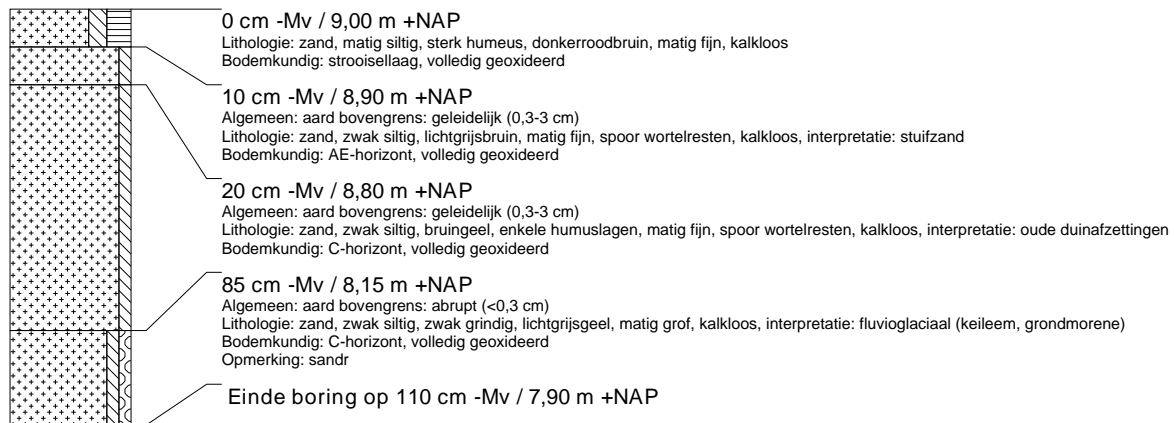 0 cm -Mv / 9,00 m +NAP
Lithologie: zand, matig siltig, sterk humeus, donkerroodbruin, matig fijn, kalkloos
Bodemkundig: strooisellaag, volledig geoxideerd
10 cm -Mv / 8,90 m +NAP
Algemeen: aard bovengrens: geleidelijk (0,3-3 cm)
Lithologie: zand, zwak siltig, lichtgrijsbruin, matig fijn, spoor wortelresten, kalkloos, interpretatie: stuifzand
Bodemkundig: AE-horizont, volledig geoxideerd
20 cm -Mv / 8,80 m +NAP
Algemeen: aard bovengrens: geleidelijk (0,3-3 cm)
Lithologie: zand, zwak siltig, bruingeel, enkele humuslagen, matig fijn, spoor wortelresten, kalkloos, interpretatie: oude duinafzettingen
Bodemkundig: C-horizont, volledig geoxideerd
85 cm -Mv / 8,15 m +NAP
Algemeen: aard bovengrens: abrupt (<0,3 cm)
Lithologie: zand, zwak siltig, zwak grindig, lichtgrijsgeel, matig grof, kalkloos, interpretatie: fluvioglaciaal (keileem, grondmorene)
Bodemkundig: C-horizont, volledig geoxideerd
Opmerking: sandr
Einde boring op 110 cm -Mv / 7,90 m +NAP